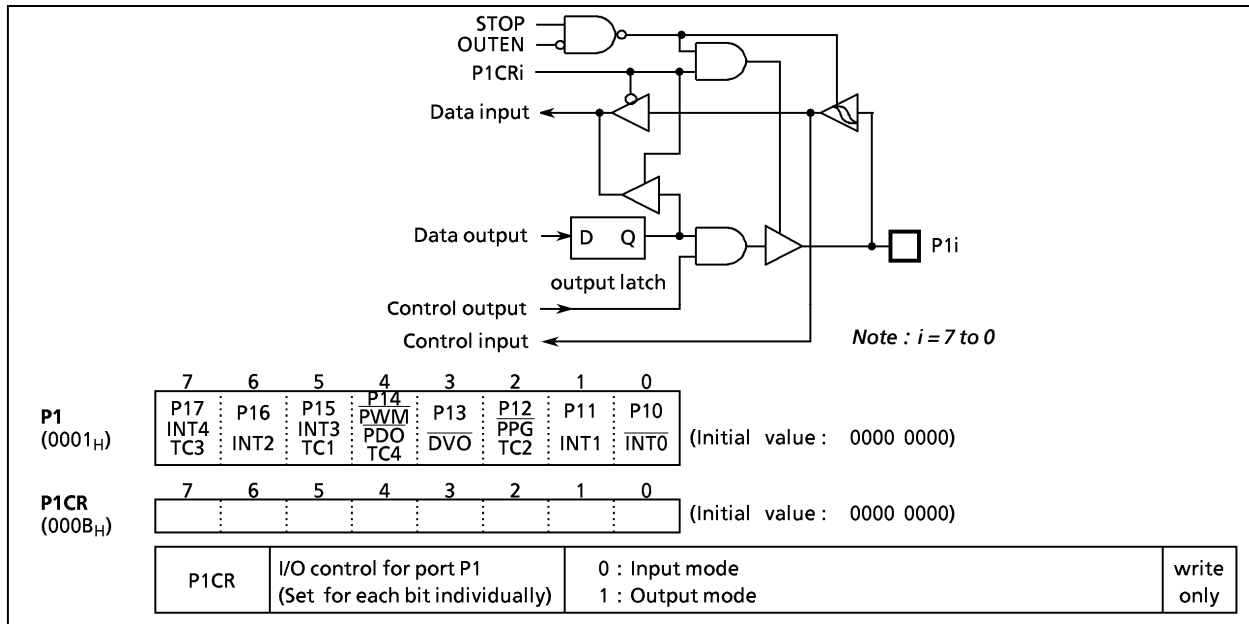 STOP
OUTEN
P1CRi
Data input
Data output
D Q
P1i
output latch
Control output
Control input
Note : i = 7 to 0
7 6 5 4 3 2 1 0
P1
(0001H)
P17
INT4
TC3
P16
INT2
P15
INT3
TC1
P14
PWM
PDO
TC4
P13
DVO
P12
PPG
TC2
P11
INT1
P10
INT0
(Initial value : 0000 0000)
7 6 5 4 3 2 1 0
P1CR
(000BH)
(Initial value : 0000 0000)
P1CR
I/O control for port P1
(Set for each bit individually)
0 : Input mode
1 : Output mode
write
only